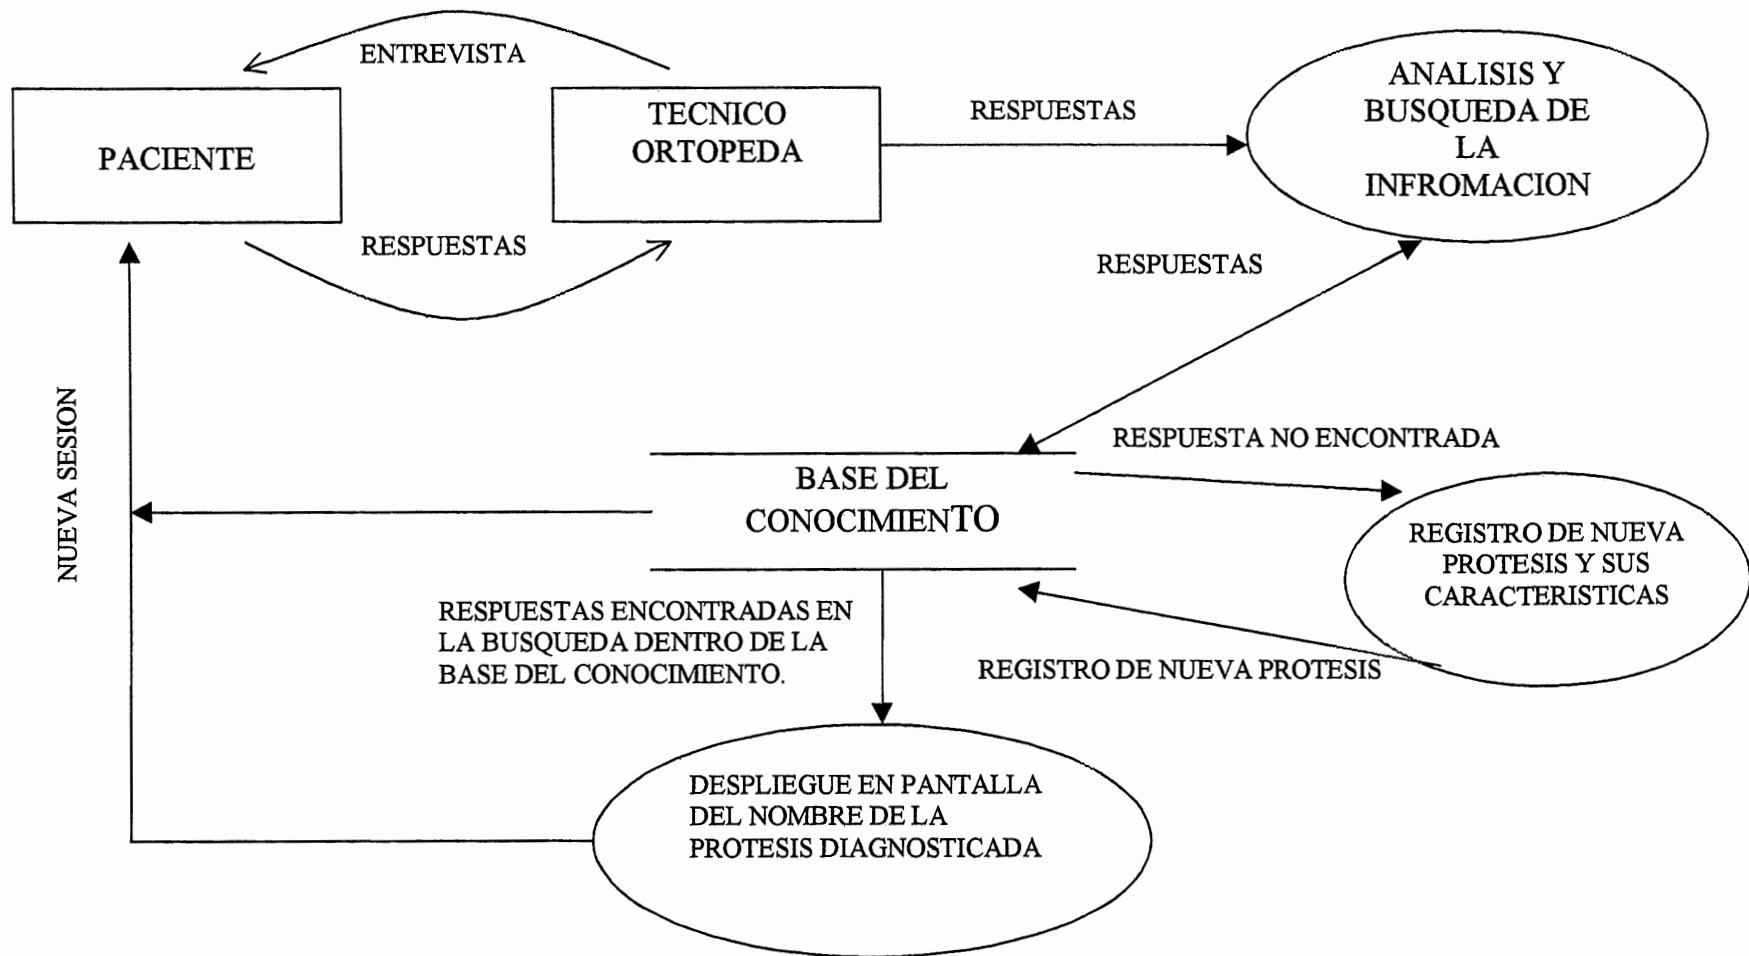 ENTREVISTA
PACIENTE
TECNICO
ORTOPEDA
RESPUESTAS
RESPUESTAS
ANALISIS Y
BUSQUEDA DE
LA
INFROMACION
RESPUESTAS
NUEVA SESION
BASE DEL
CONOCIMIENTO
RESPUESTA NO ENCONTRADA
REGISTRO DE NUEVA
PROTESIS Y SUS
CARACTERISTICAS
REGISTRO DE NUEVA PROTESIS
RESPUESTAS ENCONTRADAS EN
LA BUSQUEDA DENTRO DE LA
BASE DEL CONOCIMIENTO.
DESPLIEGUE EN PANTALLA
DEL NOMBRE DE LA
PROTESIS DIAGNOSTICADA